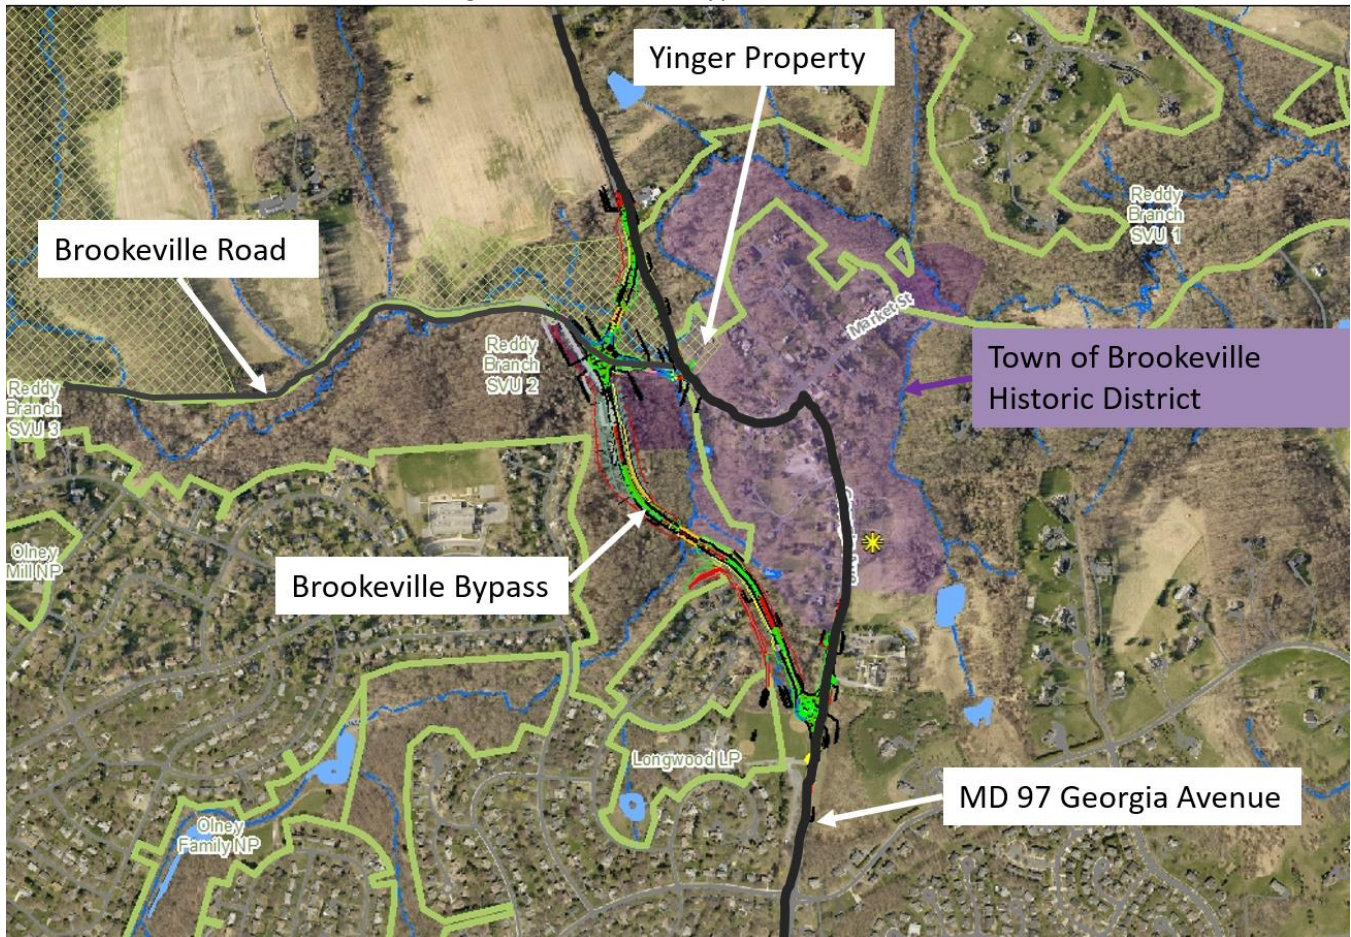 Yinger Property
Brookeville Road
Reddy
Branch
SVU 1
Market St
Reddy
Branch
SVU 2
Town of Brookeville
Historic District
Reddy
Branch
SVU 3
Olney
Mill NP
Brookeville Bypass
Longwood LP
MD 97 Georgia Avenue
Olney
Family NP